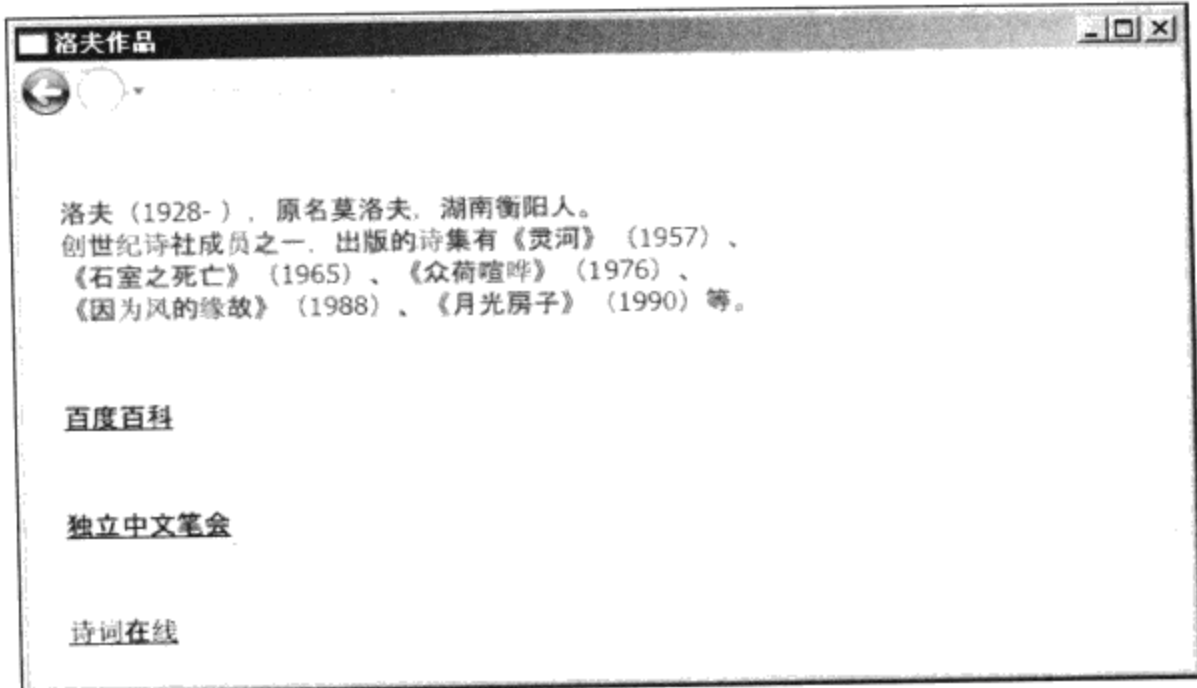 洛夫作品
洛夫（1928- ），原名莫洛夫，湖南衡阳人。
创世纪诗社成员之一，出版的诗集有《灵河》（1957）、
《石室之死亡》（1965）、《众荷喧哗》（1976）、
《因为风的缘故》（1988）、《月光房子》（1990）等。
百度百科
独立中文笔会
诗词在线